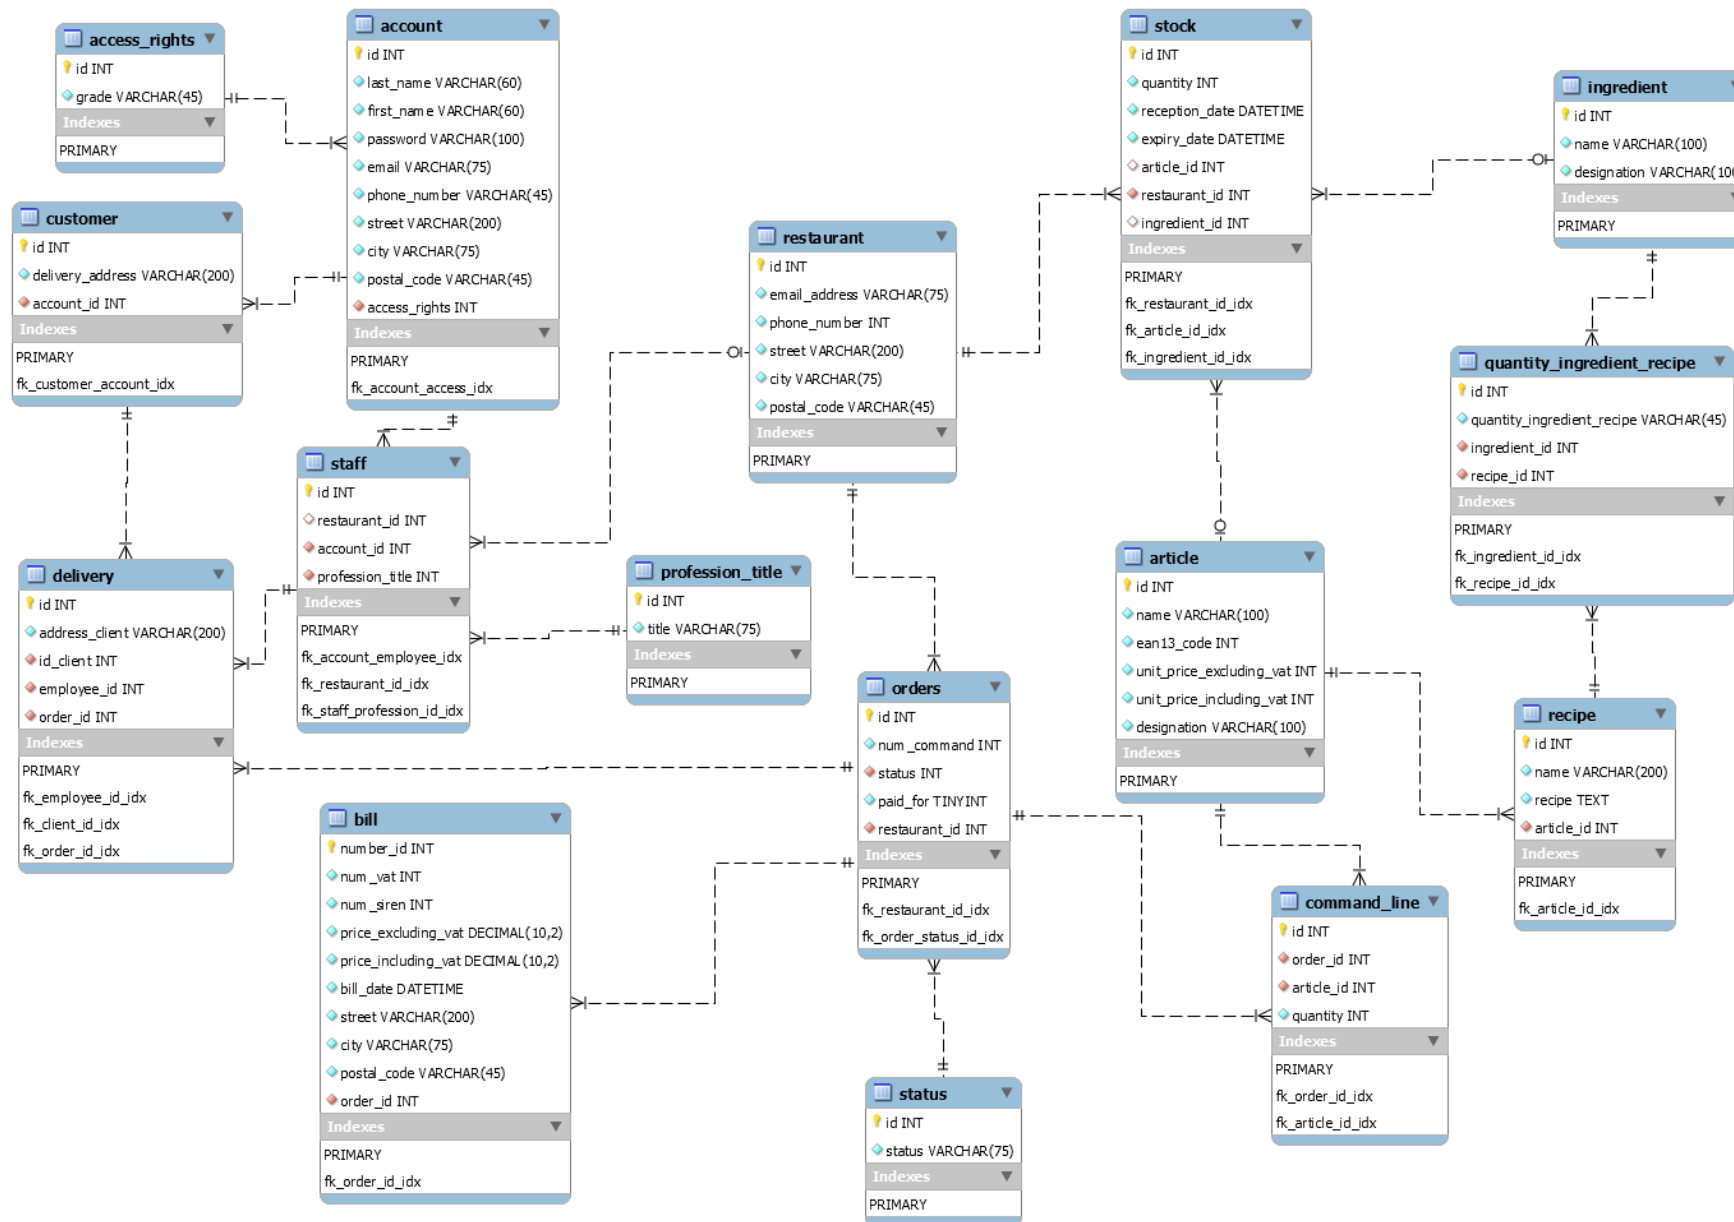 access_rights
id INT
grade VARCHAR(45)
Indexes
PRIMARY
account
id INT
last_name VARCHAR(60)
first_name VARCHAR(60)
password VARCHAR(100)
email VARCHAR(75)
phone_number VARCHAR(45)
street VARCHAR(200)
city VARCHAR(75)
postal_code VARCHAR(45)
access_rights INT
Indexes
PRIMARY
fk_account_access_idx
customer
id INT
delivery_address VARCHAR(200)
account_id INT
Indexes
PRIMARY
fk_customer_account_idx
stock
id INT
quantity INT
reception_date DATETIME
expiry_date DATETIME
article_id INT
restaurant_id INT
ingredient_id INT
Indexes
PRIMARY
fk_restaurant_id_idx
fk_article_id_idx
fk_ingredient_id_idx
ingredient
id INT
name VARCHAR(100)
designation VARCHAR(100
Indexes
PRIMARY
restaurant
id INT
email_address VARCHAR(75)
phone_number INT
street VARCHAR(200)
city VARCHAR(75)
postal_code VARCHAR(45)
Indexes
PRIMARY
quantity_ingredient_recipe
id INT
quantity_ingredient_recipe VARCHAR(45)
ingredient_id INT
recipe_id INT
Indexes
PRIMARY
fk_ingredient_id_idx
fk_recipe_id_idx
staff
id INT
restaurant_id INT
account_id INT
profession_title INT
Indexes
PRIMARY
fk_account_employee_idx
fk_restaurant_id_idx
fk_staff_profession_id_idx
delivery
id INT
address_client VARCHAR(200)
id_client INT
employee_id INT
order_id INT
Indexes
PRIMARY
fk_employee_id_idx
fk_client_id_idx
fk_order_id_idx
profession_title
id INT
title VARCHAR(75)
Indexes
PRIMARY
article
id INT
name VARCHAR(100)
ean13_code INT
unit_price_excluding_vat INT
unit_price_including_vat INT
designation VARCHAR(100)
Indexes
PRIMARY
orders
id INT
num_command INT
status INT
paid_for TINYINT
restaurant_id INT
Indexes
PRIMARY
fk_restaurant_id_idx
fk_order_status_id_idx
recipe
id INT
name VARCHAR(200)
recipe TEXT
article_id INT
Indexes
PRIMARY
fk_article_id_idx
bill
number_id INT
num_vat INT
num_siren INT
price_excluding_vat DECIMAL(10,2)
price_including_vat DECIMAL(10,2)
bill_date DATETIME
street VARCHAR(200)
city VARCHAR(75)
postal_code VARCHAR(45)
order_id INT
Indexes
PRIMARY
fk_order_id_idx
command_line
id INT
order_id INT
article_id INT
quantity INT
Indexes
PRIMARY
fk_order_id_idx
fk_article_id_idx
status
id INT
status VARCHAR(75)
Indexes
PRIMARY